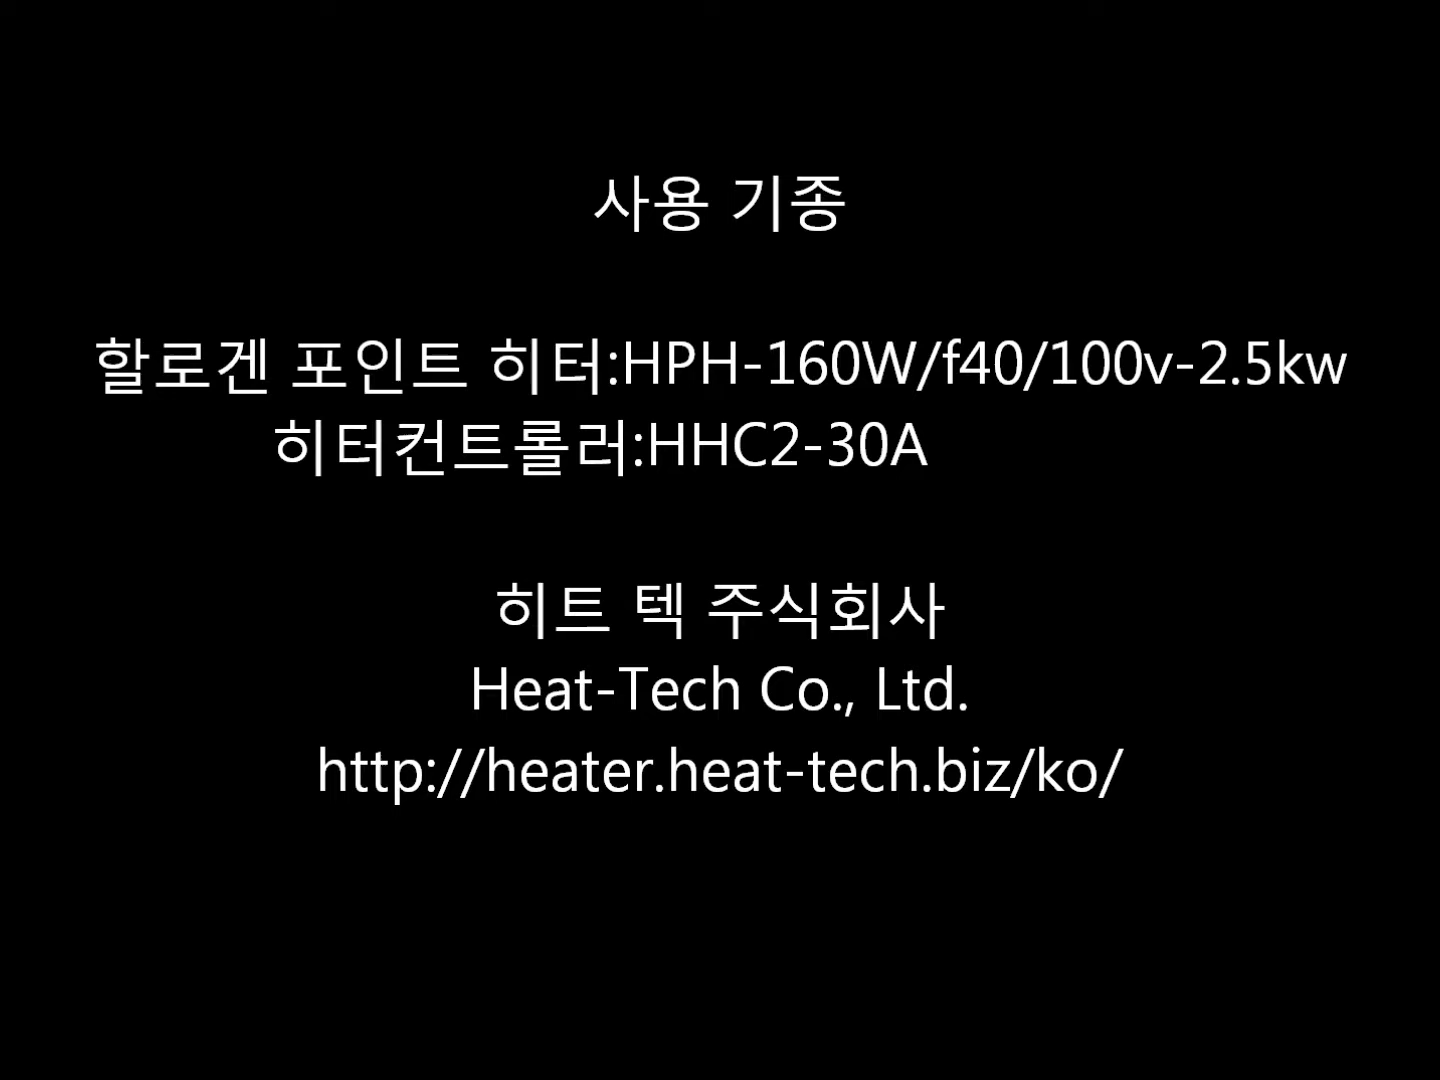 사용 기종
할로겐 포인트 히터:HPH-160W/f40/100v-2.5kw
히터컨트롤러:HHC2-30A
히트 텍 주식회사
Heat-Tech Co., Ltd.
http://heater.heat-tech.biz/ko/